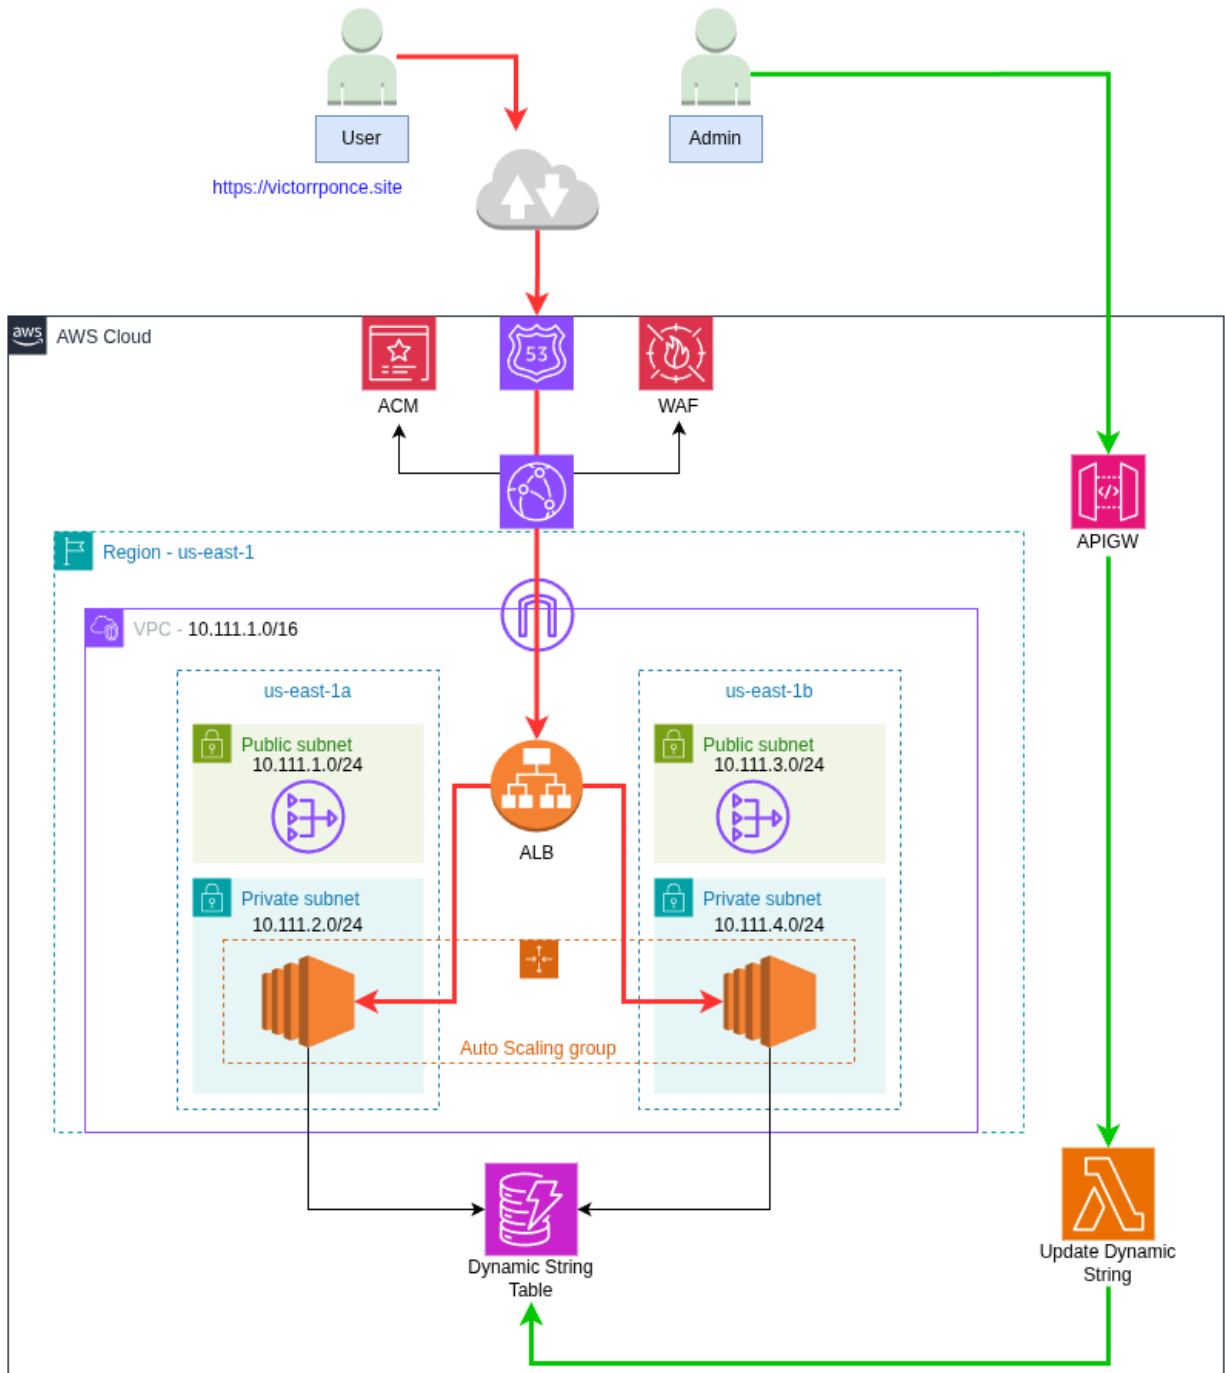 User
Admin
https://victorrponce.site
aws
AWS Cloud
53
ACM
WAF
</>
APIGW
Region - us-east-1
VPC - 10.111.1.0/16
us-east-1a
us-east-1b
Public subnet
10.111.1.0/24
Public subnet
10.111.3.0/24
ALB
Private subnet
10.111.2.0/24
Private subnet
10.111.4.0/24
Auto Scaling group
Dynamic String
Table
Update Dynamic
String